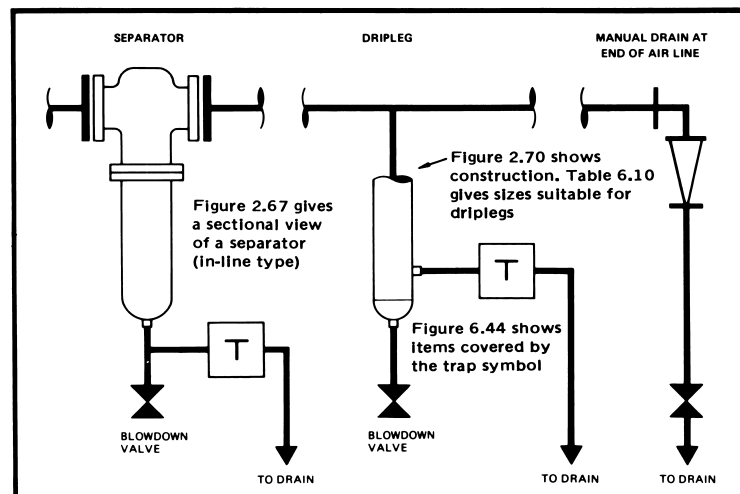 SEPARATOR
DRIPLEG
MANUAL DRAIN AT
END OF AIR LINE
Figure 2.70 shows
construction. Table 6.10
gives sizes suitable for
driplegs
Figure 2.67 gives
a sectional view
of a separator
(in-line type)
T
T
Figure 6.44 shows
items covered by
the trap symbol
BLOWDOWN
VALVE
BLOWDOWN
VALVE
TO DRAIN
TO DRAIN
TO DRAIN